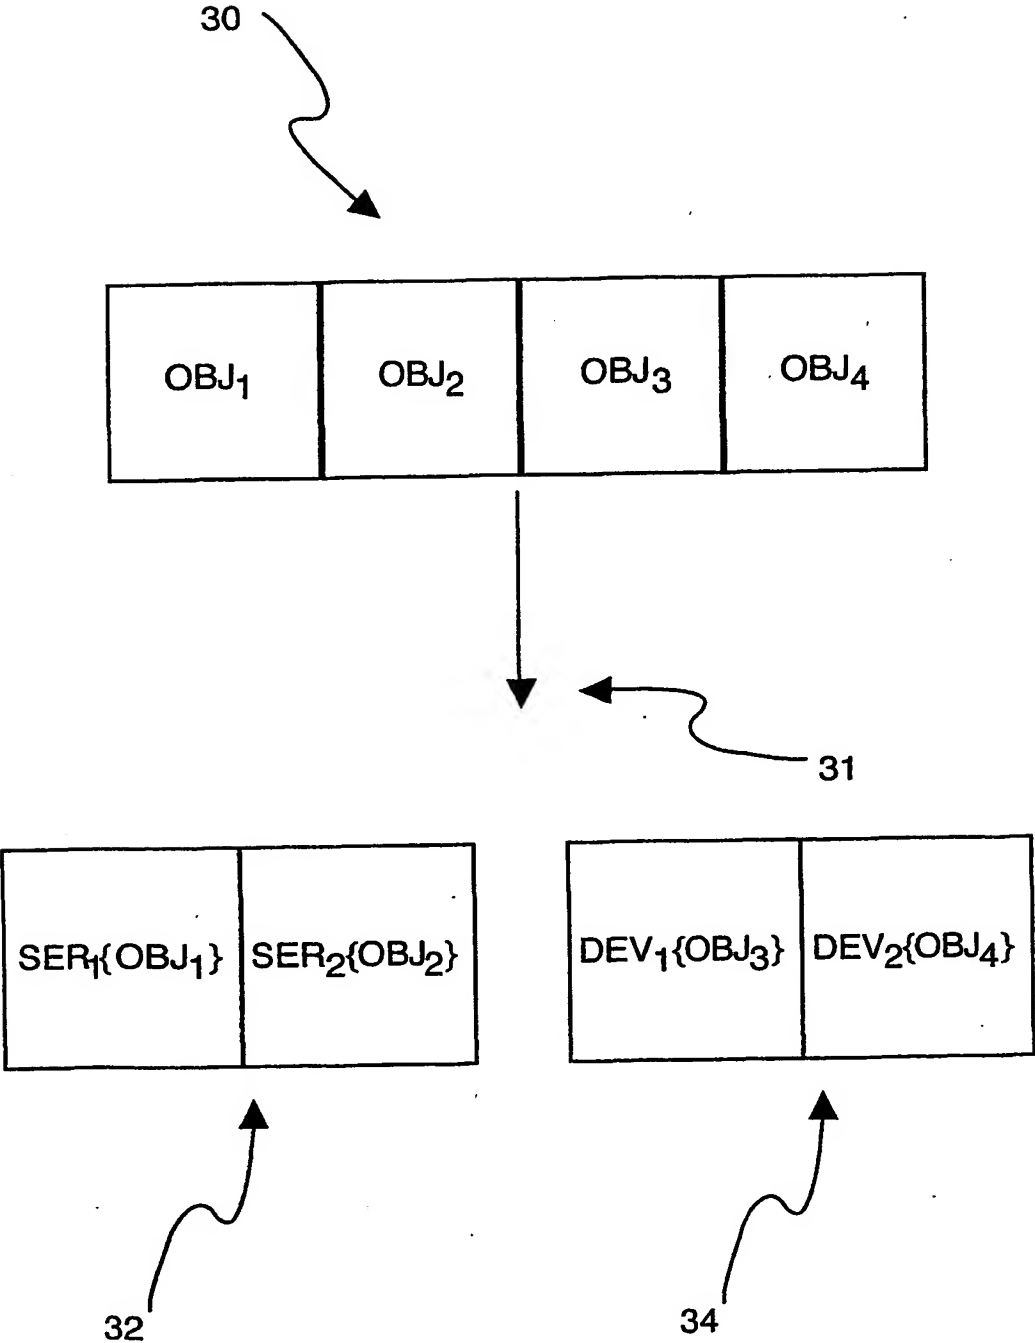 30
OBJ₁ OBJ₂ OBJ₃ OBJ₄
31
SER₁{OBJ₁} SER₂{OBJ₂} DEV₁{OBJ₃} DEV₂{OBJ₄}
32 34